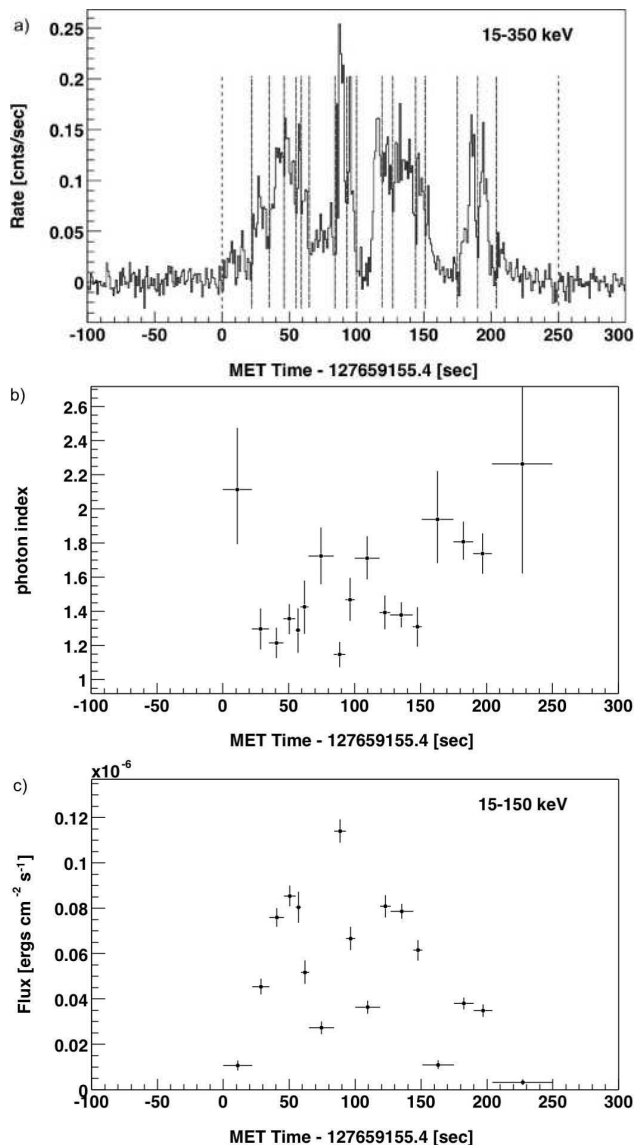 a)
15-350 keV
Rate [cnts/sec]
0.25
0.2
0.15
0.1
0.05
0
-100 -50 0 50 100 150 200 250 300
MET Time - 127659155.4 [sec]
b)
photon index
2.6
2.4
2.2
2
1.8
1.6
1.4
1.2
1
-100 -50 0 50 100 150 200 250 300
MET Time - 127659155.4 [sec]
x10⁻⁶
c)
15-150 keV
Flux [ergs cm⁻² s⁻¹]
0.12
0.1
0.08
0.06
0.04
0.02
0
-100 -50 0 50 100 150 200 250 300
MET Time - 127659155.4 [sec]